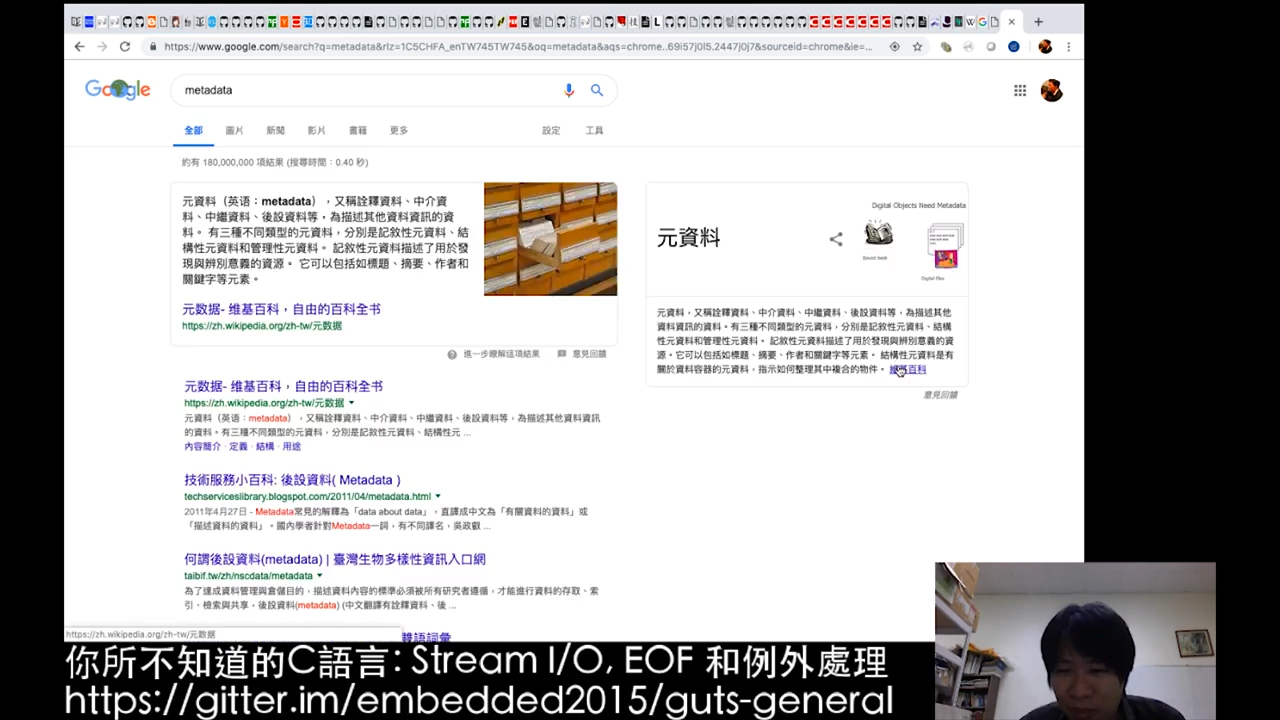 https://www.google.com/search?q=metadata&rlz=1C5CHFA_enTW745TW745&oq=metadata&aqs=chrome..69i57j0l5.2447j0j7&sourceid=chrome&ie=...
Google
metadata
全部 圖片 新聞 影片 書籍 更多 設定 工具
約有 180,000,000 項結果 (搜尋時間：0.40 秒)
元資料（英语：metadata），又稱詮釋資料、中介資
料、中繼資料、後設資料等，為描述其他資料資訊的資
料。 有三種不同類型的元資料，分別是記敘性元資料、結
構性元資料和管理性元資料。 記敘性元資料描述了用於發
現與辨別意義的資源。 它可以包括如標題、摘要、作者和
關鍵字等元素。
元数据- 维基百科，自由的百科全书
https://zh.wikipedia.org/zh-tw/元数据
進一步瞭解這項結果 意見回饋
元数据- 维基百科，自由的百科全书
https://zh.wikipedia.org/zh-tw/元数据
元資料（英语：metadata），又稱詮釋資料、中介資料、中繼資料、後設資料等，為描述其他資料資訊
的資料。有三種不同類型的元資料，分別是記敘性元資料、結構性元 ...
內容簡介 · 定義 · 結構 · 用途
技術服務小百科: 後設資料( Metadata )
techserviceslibrary.blogspot.com/2011/04/metadata.html
2011年4月27日 - Metadata常見的解釋為「data about data」，直譯成中文為「有關資料的資料」或
「描述資料的資料」。國內學者針對Metadata一詞，有不同譯名，吳政叡 ...
何謂後設資料(metadata) | 臺灣生物多樣性資訊入口網
taibif.tw/zh/nscdata/metadata
為了達成資料管理與倉儲目的，描述資料內容的標準必須被所有研究者遵循，才能進行資料的存取、索
引、檢索與共享，後設資料(metadata) (中文翻譯有詮釋資料、後 ...
雙語詞彙
https://zh.wikipedia.org/zh-tw/元数据
元資料
Digital Objects Need Metadata
Digital files
元資料，又稱詮釋資料、中介資料、中繼資料、後設資料等，為描述其他
資料資訊的資料。有三種不同類型的元資料，分別是記敘性元資料、結構
性元資料和管理性元資料。 記敘性元資料描述了用於發現與辨別意義的資
源。它可以包括如標題、摘要、作者和關鍵字等元素。 結構性元資料是有
關於資料容器的元資料，指示如何整理其中複合的物件。 百科
意見回饋
你所不知道的C語言: Stream I/O, EOF 和例外處理
https://gitter.im/embedded2015/guts-general